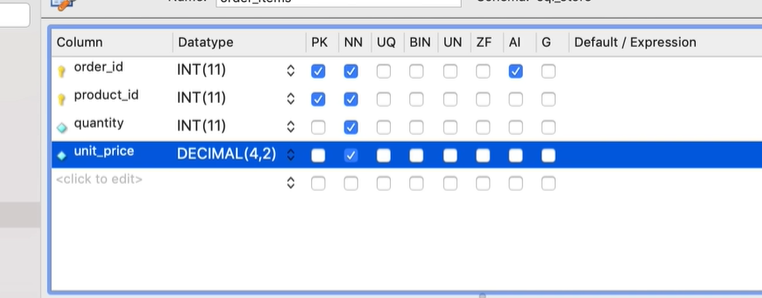 order_items
Column Datatype PK NN UQ BIN UN ZF AI G Default / Expression
order_id INT(11)
product_id INT(11)
quantity INT(11)
unit_price DECIMAL(4,2)
<click to edit>